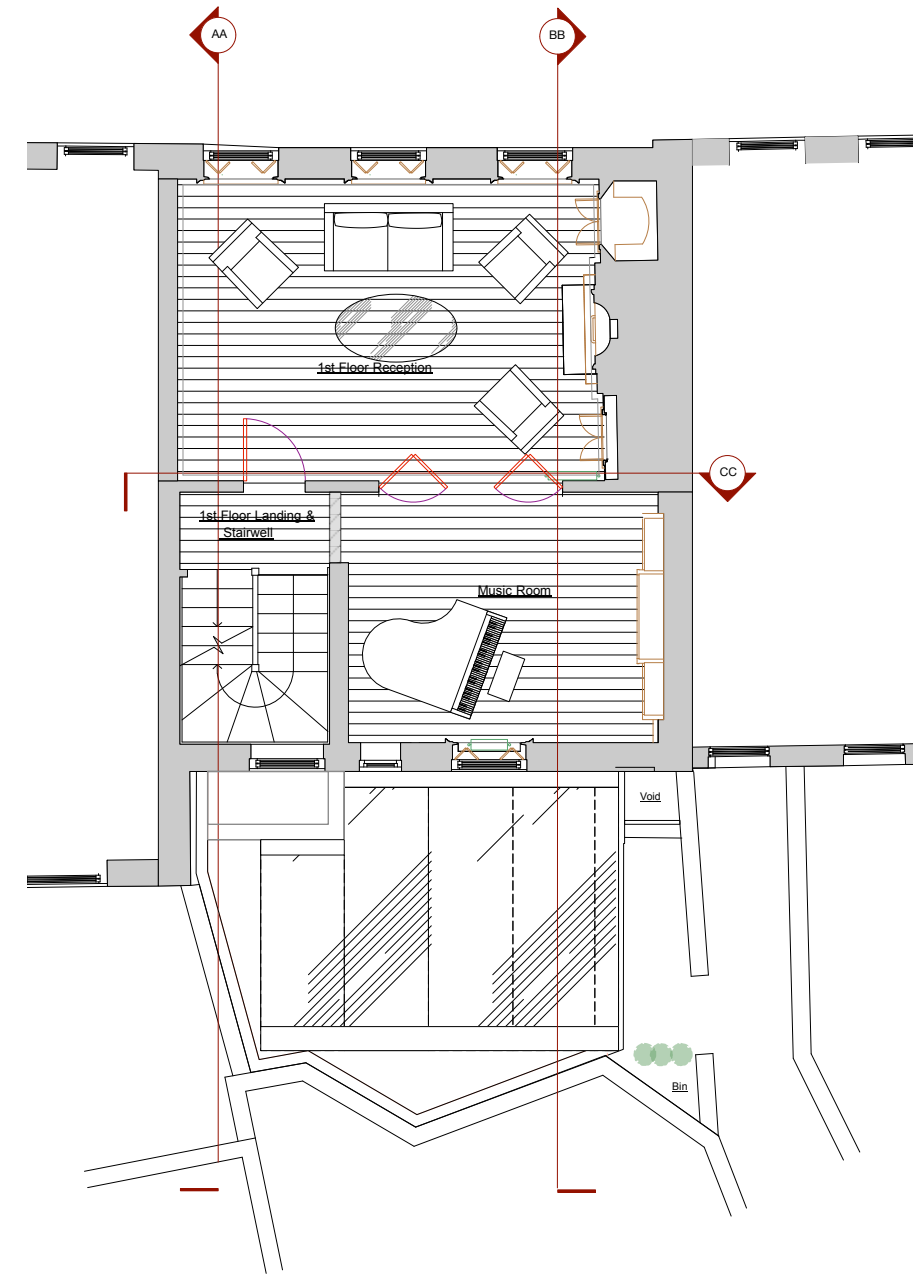 AA
BB
1st Floor Reception
CC
1st Floor Landing &
Stairwell
Music Room
Void
Bin